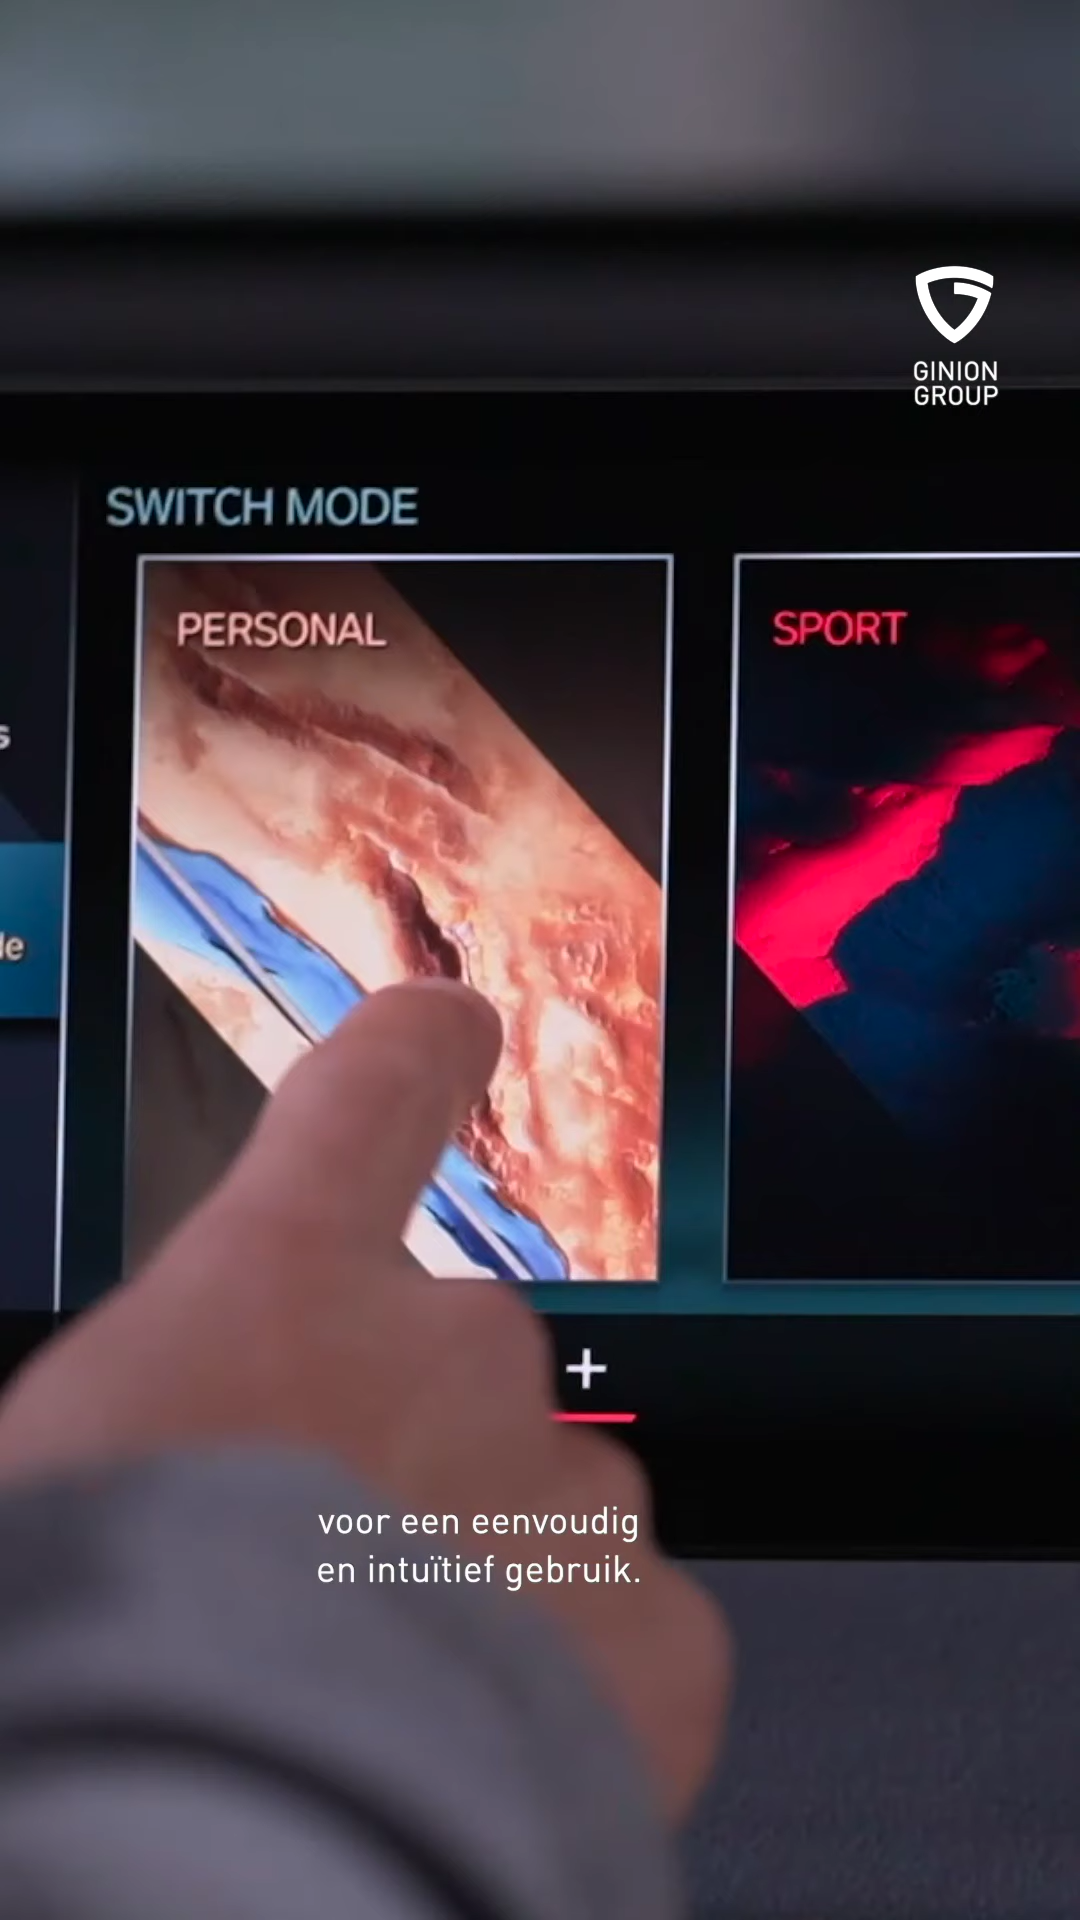 GINION
GROUP
SWITCH MODE
PERSONAL
SPORT
voor een eenvoudig
en intuïtief gebruik.